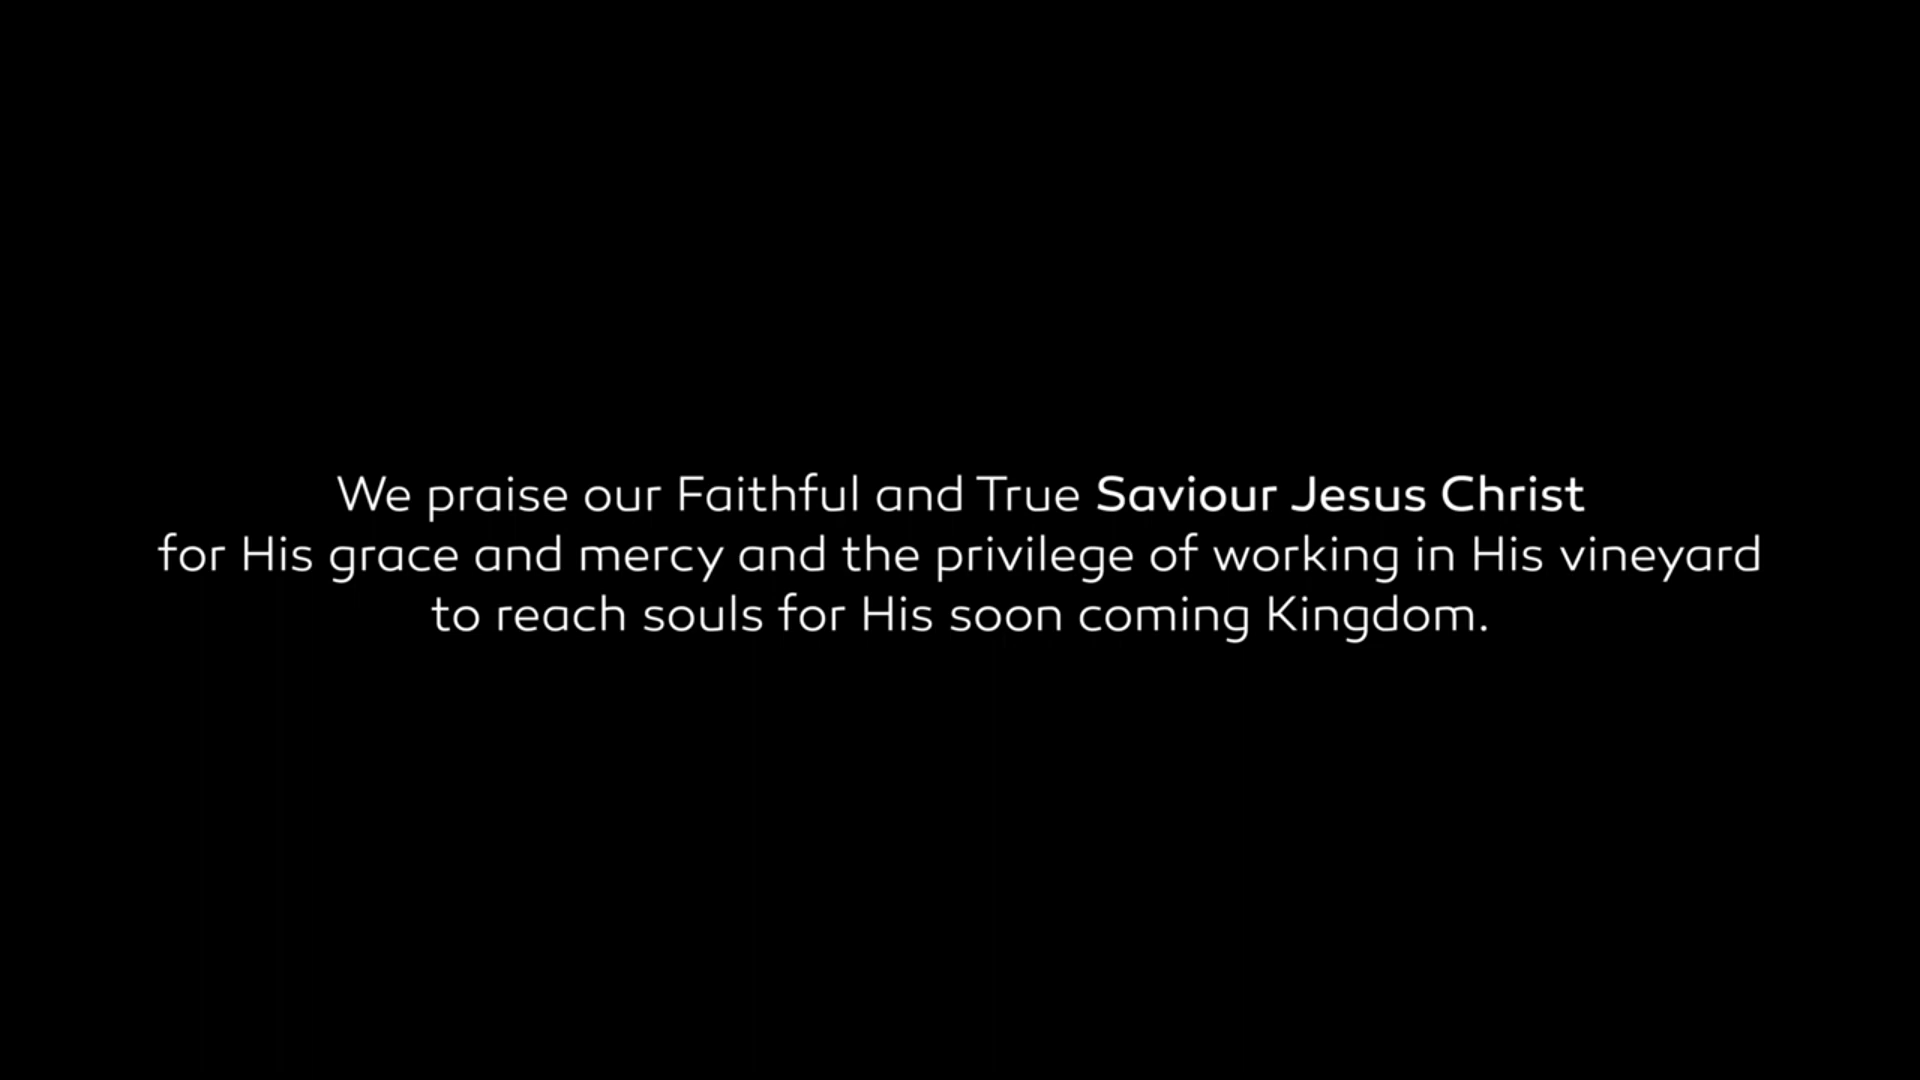 We praise our Faithful and True Saviour Jesus Christ
for His grace and mercy and the privilege of working in His vineyard
to reach souls for His soon coming Kingdom.